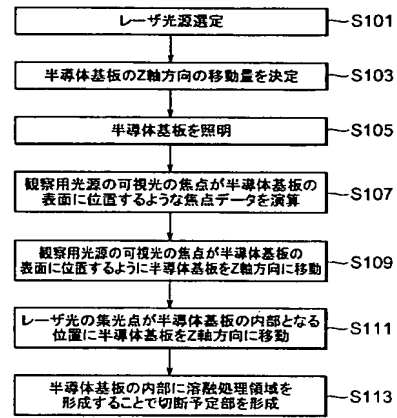 レーザ光源選定
S101
半導体基板のZ軸方向の移動量を決定
S103
半導体基板を照明
S105
観察用光源の可視光の焦点が半導体基板の
表面に位置するような焦点データを演算
S107
観察用光源の可視光の焦点が半導体基板の
表面に位置するように半導体基板をZ軸方向に移動
S109
レーザ光の集光点が半導体基板の内部となる
位置に半導体基板をZ軸方向に移動
S111
半導体基板の内部に溶融処理領域を
形成することで切断予定部を形成
S113